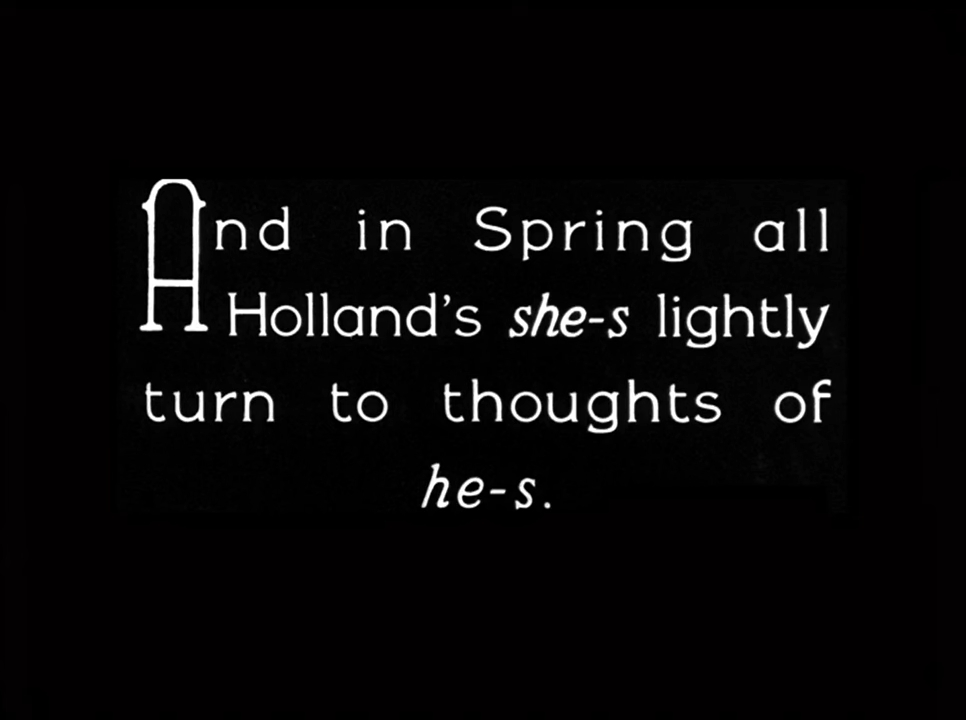 And in Spring all
Holland's she-s lightly
turn to thoughts of
he-s.